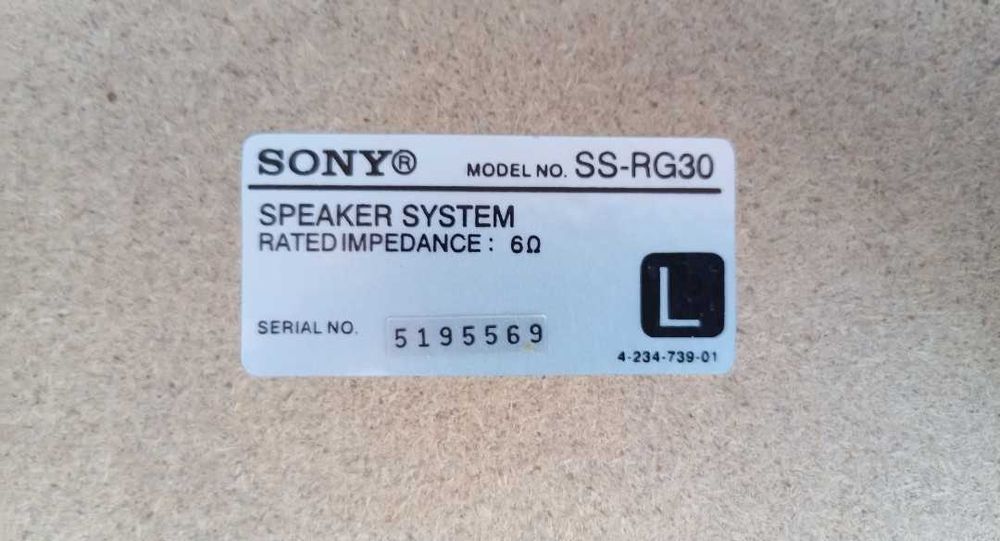 SONY® MODEL NO. SS-RG30
SPEAKER SYSTEM
RATED IMPEDANCE : 6Ω
L
SERIAL NO. 5195569
4-234-739-01